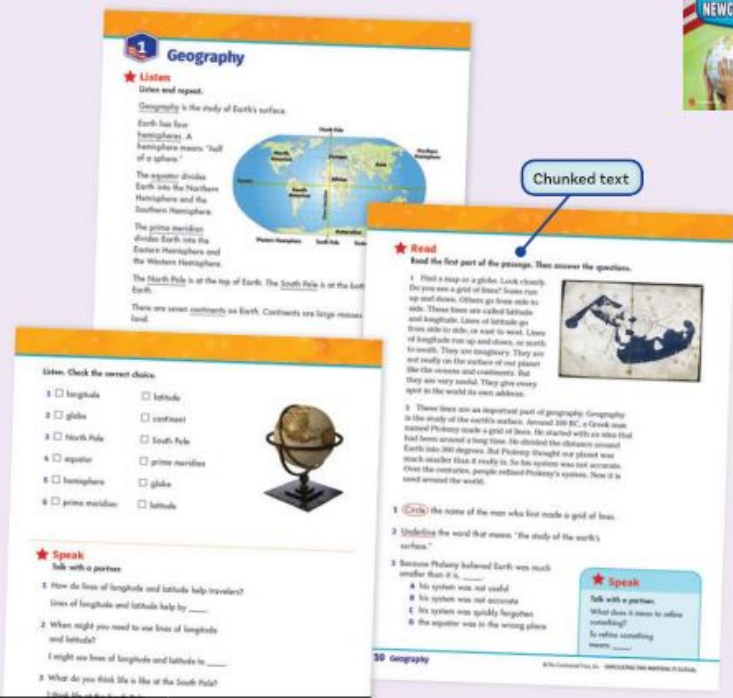 NEWC
1
Geography
Listen
Listen and repeat.
Geography is the study of Earth's surface.
Earth has four
hemispheres. A
hemisphere means "half
of a sphere."
The equator divides
Earth into the Northern
Hemisphere and the
Southern Hemisphere.
The prime meridian
divides Earth into the
Eastern Hemisphere and
the Western Hemisphere.
North Pole
Northern
Hemisphere
North
America
Europe
Asia
Africa
South
America
Antarctica
Western Hemisphere
South Pole
The North Pole is at the top of Earth. The South Pole is at the bott
Earth.
There are seven continents on Earth. Continents are large masses
land.
Chunked text
Read
Read the first part of the passage. Then answer the questions.
1 Find a map or a globe. Look closely.
Do you see a grid of lines? Some run
up and down. Others go from side to
side. These lines are called latitude
and longitude. Lines of latitude go
from side to side, or east to west. Lines
of longitude run up and down, or north
to south. They are imaginary. They are
not really on the surface of our planet
like the oceans and continents. But
they are very useful. They give every
spot in the world its own address.
2 These lines are an important part of geography. Geography
is the study of the earth's surface. Around 200 BC, a Greek man
named Ptolemy made a grid of lines. He started with an idea that
had been around a long time. He divided the distance around
Earth into 360 degrees. But Ptolemy thought our planet was
much smaller than it really is. So his system was not accurate.
Over the centuries, people refined Ptolemy's system. Now it is
used around the world.
1 Circle the name of the man who first made a grid of lines.
2 Underline the word that means "the study of the earth's
surface."
3 Because Ptolemy believed Earth was much
smaller than it is, ____.
A his system was not useful
B his system was not accurate
C his system was quickly forgotten
D the equator was in the wrong place
Speak
Talk with a partner.
What does it mean to refine
something?
To refine something
means ____.
10 Geography
Listen. Check the correct choice.
1 longitude latitude
2 globe continent
3 North Pole South Pole
4 equator prime meridian
5 hemisphere globe
6 prime meridian latitude
Speak
Talk with a partner.
1 How do lines of longitude and latitude help travelers?
Lines of longitude and latitude help by ____.
2 When might you need to use lines of longitude
and latitude?
I might use lines of longitude and latitude to ____
3 What do you think life is like at the South Pole?
I think life at the South Pole